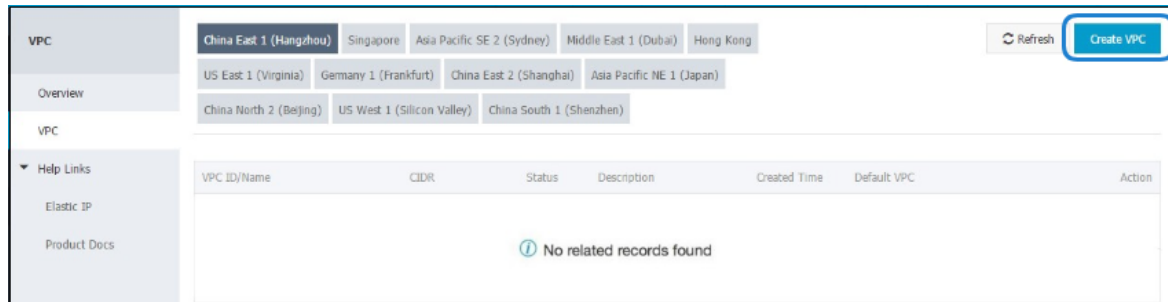 VPC
Overview
VPC
Help Links
Elastic IP
Product Docs
China East 1 (Hangzhou) Singapore Asia Pacific SE 2 (Sydney) Middle East 1 (Dubai) Hong Kong
US East 1 (Virginia) Germany 1 (Frankfurt) China East 2 (Shanghai) Asia Pacific NE 1 (Japan)
China North 2 (Beijing) US West 1 (Silicon Valley) China South 1 (Shenzhen)
Refresh Create VPC
VPC ID/Name CIDR Status Description Created Time Default VPC Action
No related records found